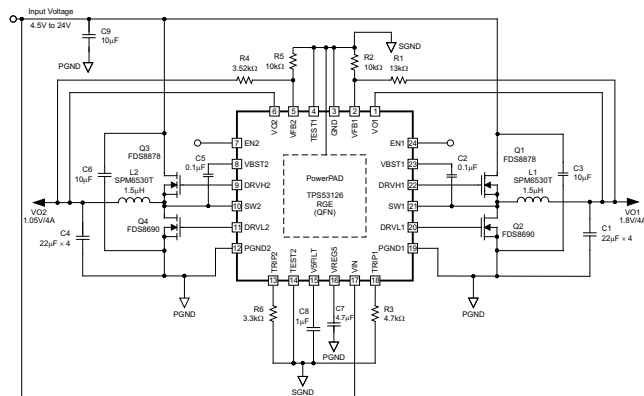 Input Voltage
4.5V to 24V
C9
10µF
PGND
SGND
R4
3.52kΩ
R5
10kΩ
R2
10kΩ
R1
13kΩ
6
5
4
3
2
1
VO2
VFB2
TEST1
GND
VFB1
VO1
7
EN2
EN1
24
Q3
FDS8878
C5
0.1µF
8
VBST2
VBST1
23
C2
0.1µF
Q1
FDS8878
C6
10µF
L2
SPM6530T
1.5µH
9
DRVH2
DRVH1
22
L1
SPM6530T
1.5µH
C3
10µF
PowerPAD
TPS53126
RGE
(QFN)
VO2
1.05V/4A
10
SW2
SW1
21
VO1
1.8V/4A
Q4
FDS8690
11
DRVL2
DRVL1
20
Q2
FDS8690
C4
22µF × 4
12
PGND2
PGND1
19
C1
22µF × 4
TRIP2
TEST2
V5FILT
VREG5
VIN
TRIP1
13
14
15
16
17
18
PGND
R6
3.3kΩ
C8
1µF
C7
4.7µF
R3
4.7kΩ
PGND
PGND
SGND